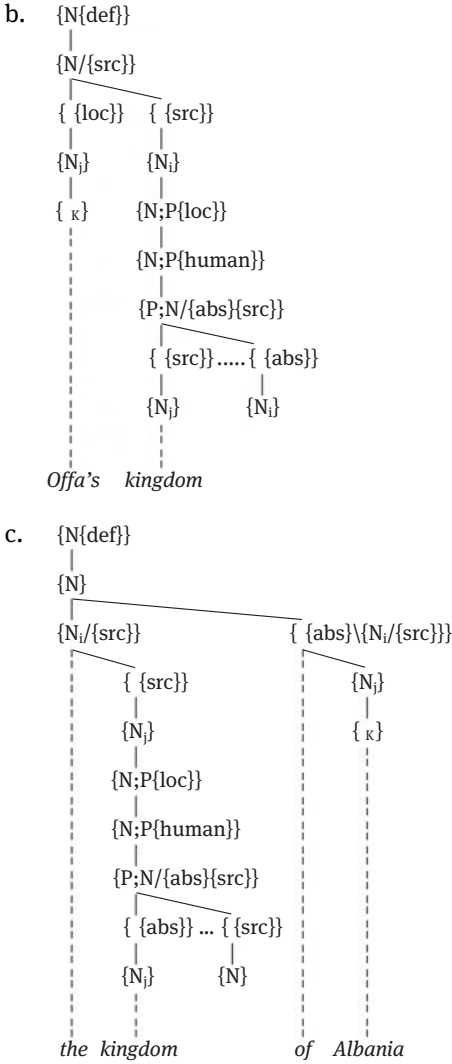 b. {N{def}}
{N/{src}}
{ {loc}} { {src}}
{Nj} {Ni}
{ K} {N;P{loc}}
{N;P{human}}
{P;N/{abs}{src}}
{ {src}}.....{ {abs}}
{Nj} {Ni}
Offa's kingdom
c. {N{def}}
{N}
{Ni/{src}} { {abs}\{Ni/{src}}}
{ {src}} {Nj}
{Nj} { K}
{N;P{loc}}
{N;P{human}}
{P;N/{abs}{src}}
{ {abs}} ... { {src}}
{Nj} {N}
the kingdom of Albania